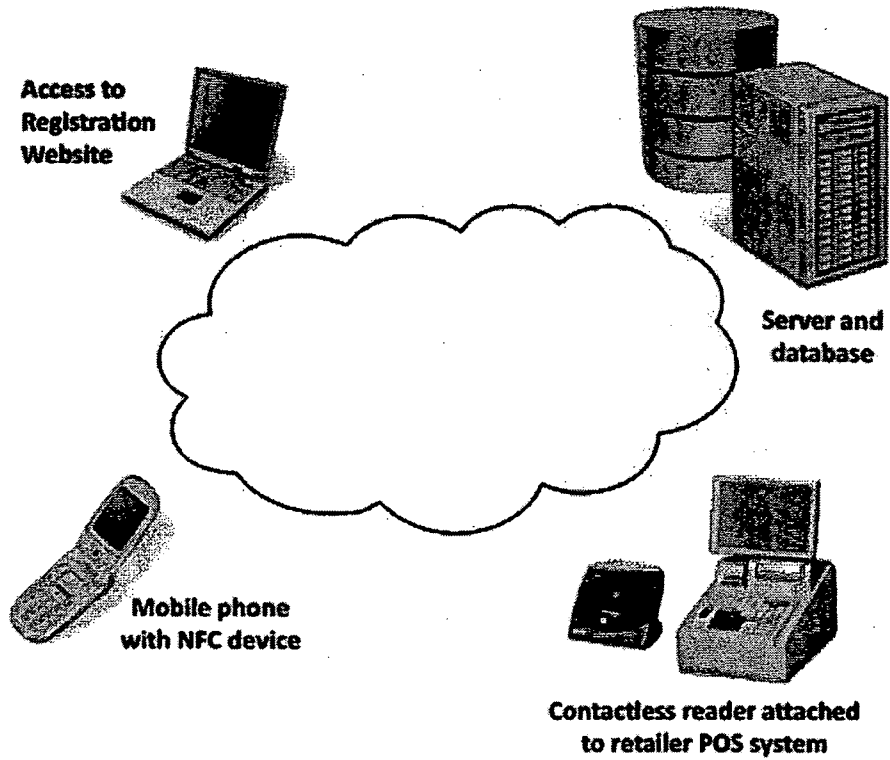 Access to
Registration
Website
Server and
database
Mobile phone
with NFC device
Contactless reader attached
to retailer POS system